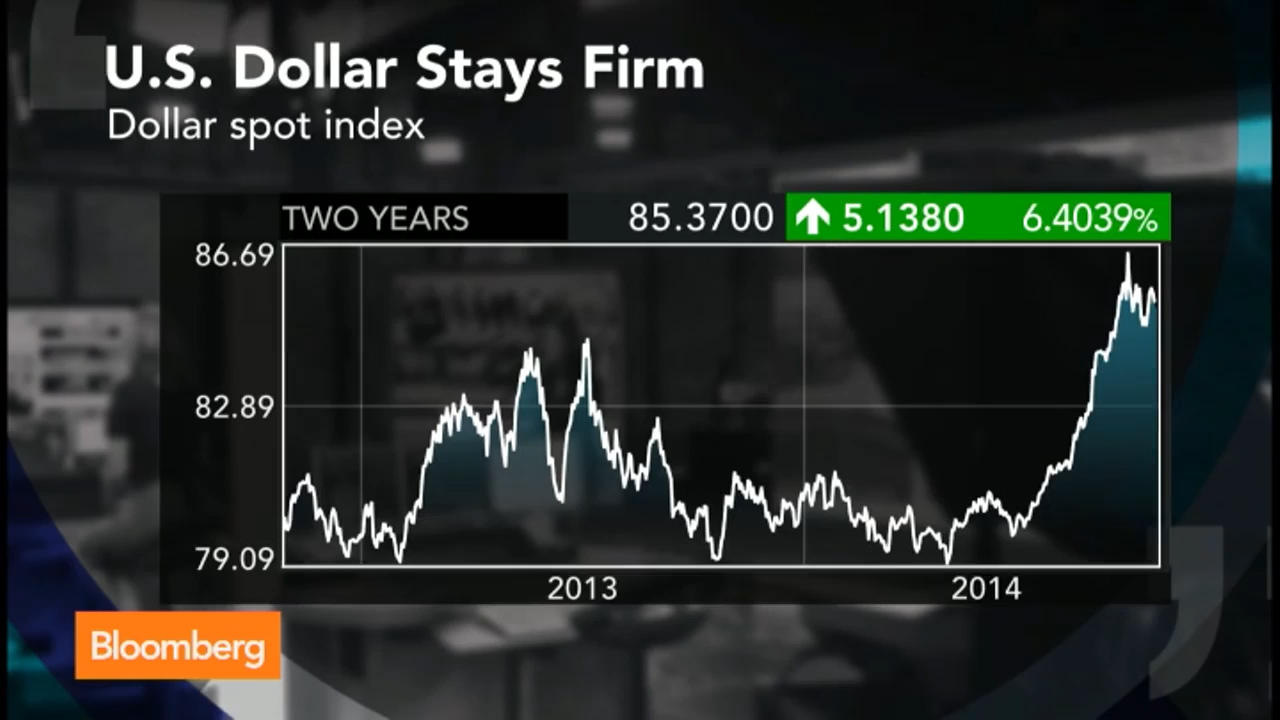 U.S. Dollar Stays Firm
Dollar spot index
TWO YEARS 85.3700 5.1380 6.4039%
86.69
82.89
79.09
2013 2014
Bloomberg